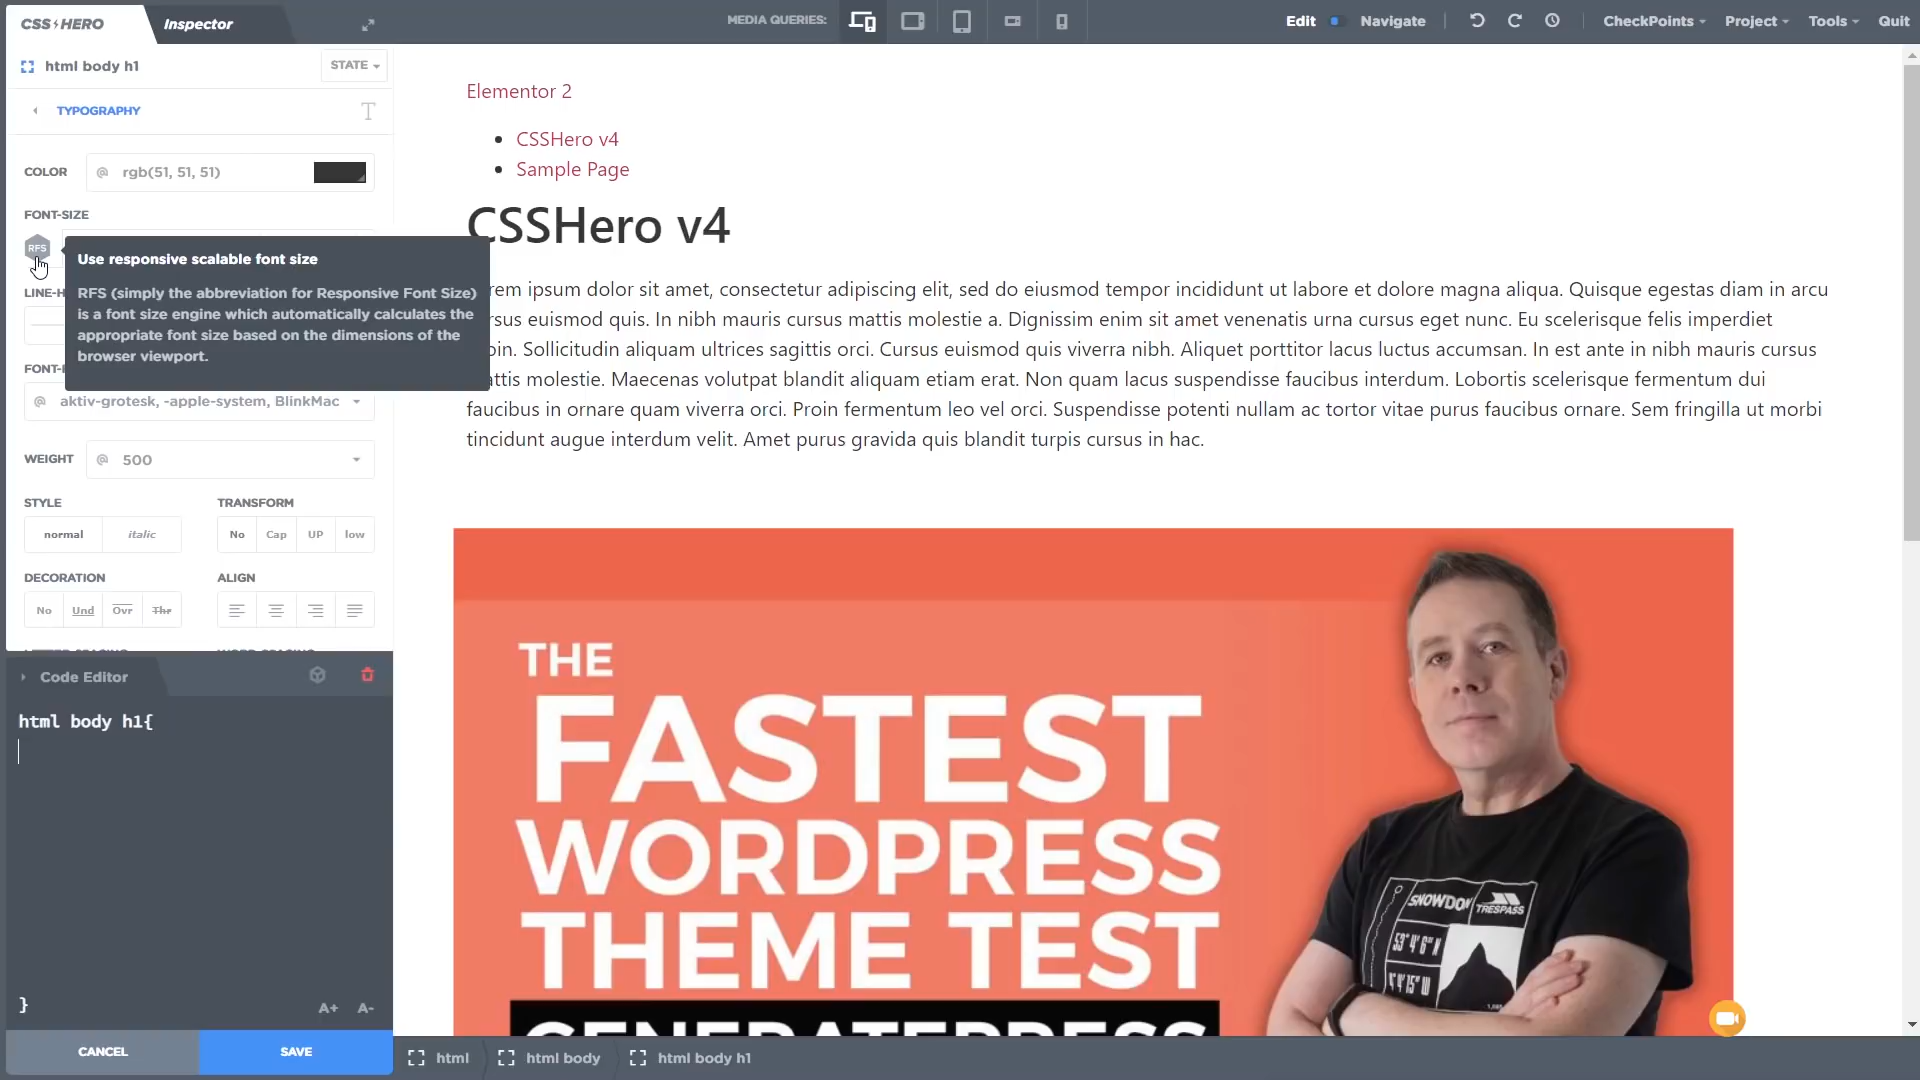 CSS HERO
Inspector
MEDIA QUERIES:
Edit
Navigate
CheckPoints
Project
Tools
Quit
html body h1
STATE
TYPOGRAPHY
COLOR
@ rgb(51, 51, 51)
FONT-SIZE
RFS
Use responsive scalable font size
RFS (simply the abbreviation for Responsive Font Size)
is a font size engine which automatically calculates the
appropriate font size based on the dimensions of the
browser viewport.
LINE-H
FONT-
@ aktiv-grotesk, -apple-system, BlinkMac
WEIGHT
@ 500
STYLE
TRANSFORM
normal
italic
No
Cap
UP
low
DECORATION
ALIGN
No
Und
Ovr
Thr
Code Editor
html body h1{
}
A+
A-
CANCEL
SAVE
Elementor 2
CSSHero v4
Sample Page
CSSHero v4
rem ipsum dolor sit amet, consectetur adipiscing elit, sed do eiusmod tempor incididunt ut labore et dolore magna aliqua. Quisque egestas diam in arcu
rsus euismod quis. In nibh mauris cursus mattis molestie a. Dignissim enim sit amet venenatis urna cursus eget nunc. Eu scelerisque felis imperdiet
oin. Sollicitudin aliquam ultrices sagittis orci. Cursus euismod quis viverra nibh. Aliquet porttitor lacus luctus accumsan. In est ante in nibh mauris cursus
attis molestie. Maecenas volutpat blandit aliquam etiam erat. Non quam lacus suspendisse faucibus interdum. Lobortis scelerisque fermentum dui
faucibus in ornare quam viverra orci. Proin fermentum leo vel orci. Suspendisse potenti nullam ac tortor vitae purus faucibus ornare. Sem fringilla ut morbi
tincidunt augue interdum velit. Amet purus gravida quis blandit turpis cursus in hac.
THE
FASTEST
WORDPRESS
THEME TEST
GENERATEPRESS
SNOWDON
TRESPASS
53° 4' 6" N
4° 4' 15" W
html
html body
html body h1